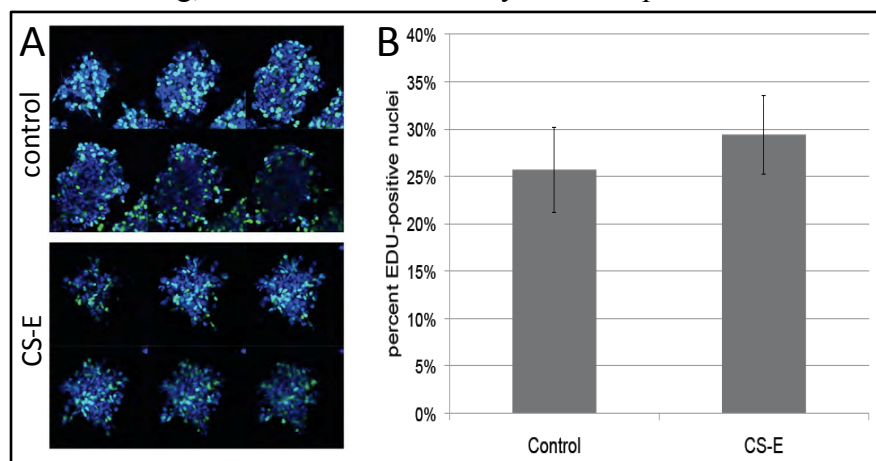 A
control
CS-E
B
percent EDU-positive nuclei
40%
35%
30%
25%
20%
15%
10%
5%
0%
Control
CS-E